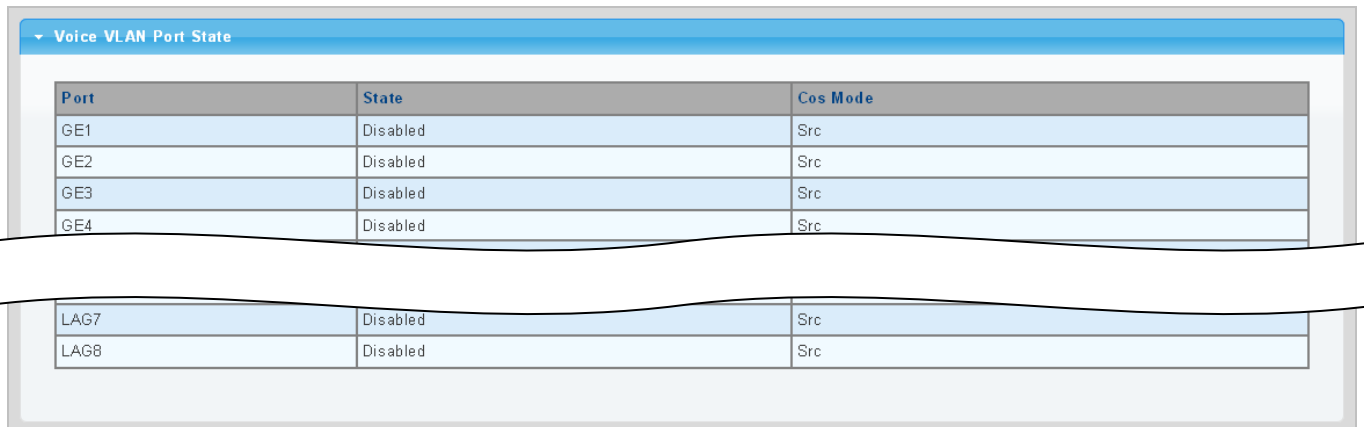 Voice VLAN Port State
Port State Cos Mode
GE1 Disabled Src
GE2 Disabled Src
GE3 Disabled Src
GE4 Disabled Src
LAG7 Disabled Src
LAG8 Disabled Src